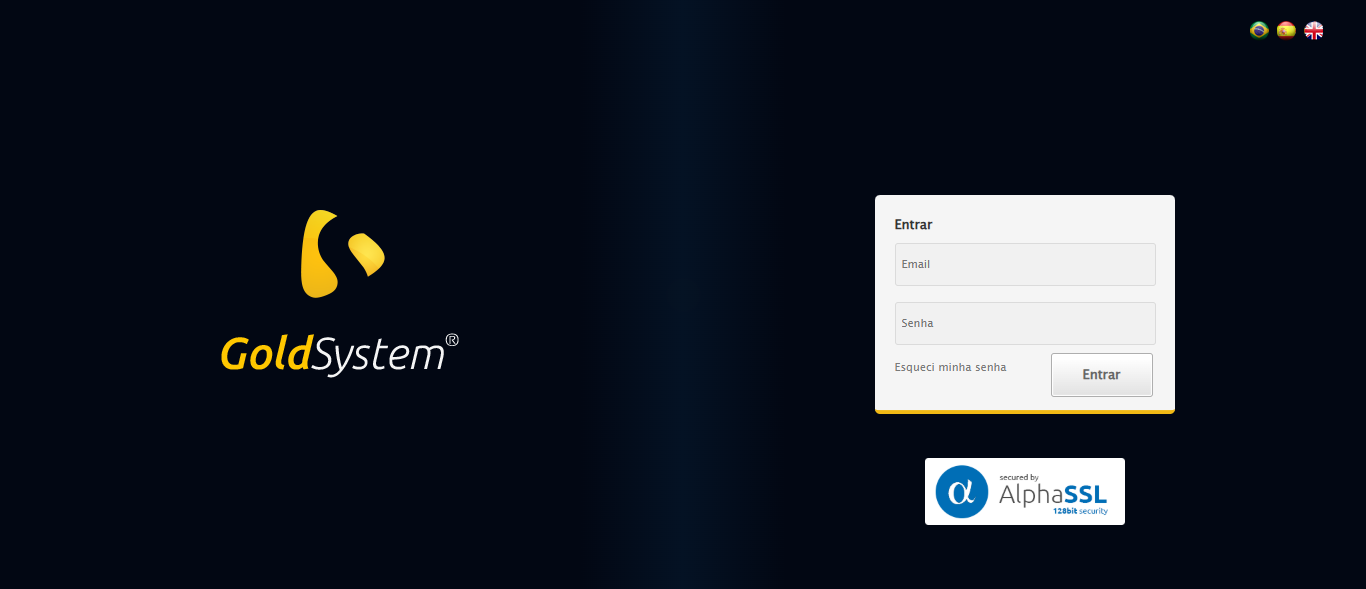 GoldSystem®
Entrar
Email
Senha
Esqueci minha senha
Entrar
α
secured by
AlphaSSL
128bit security